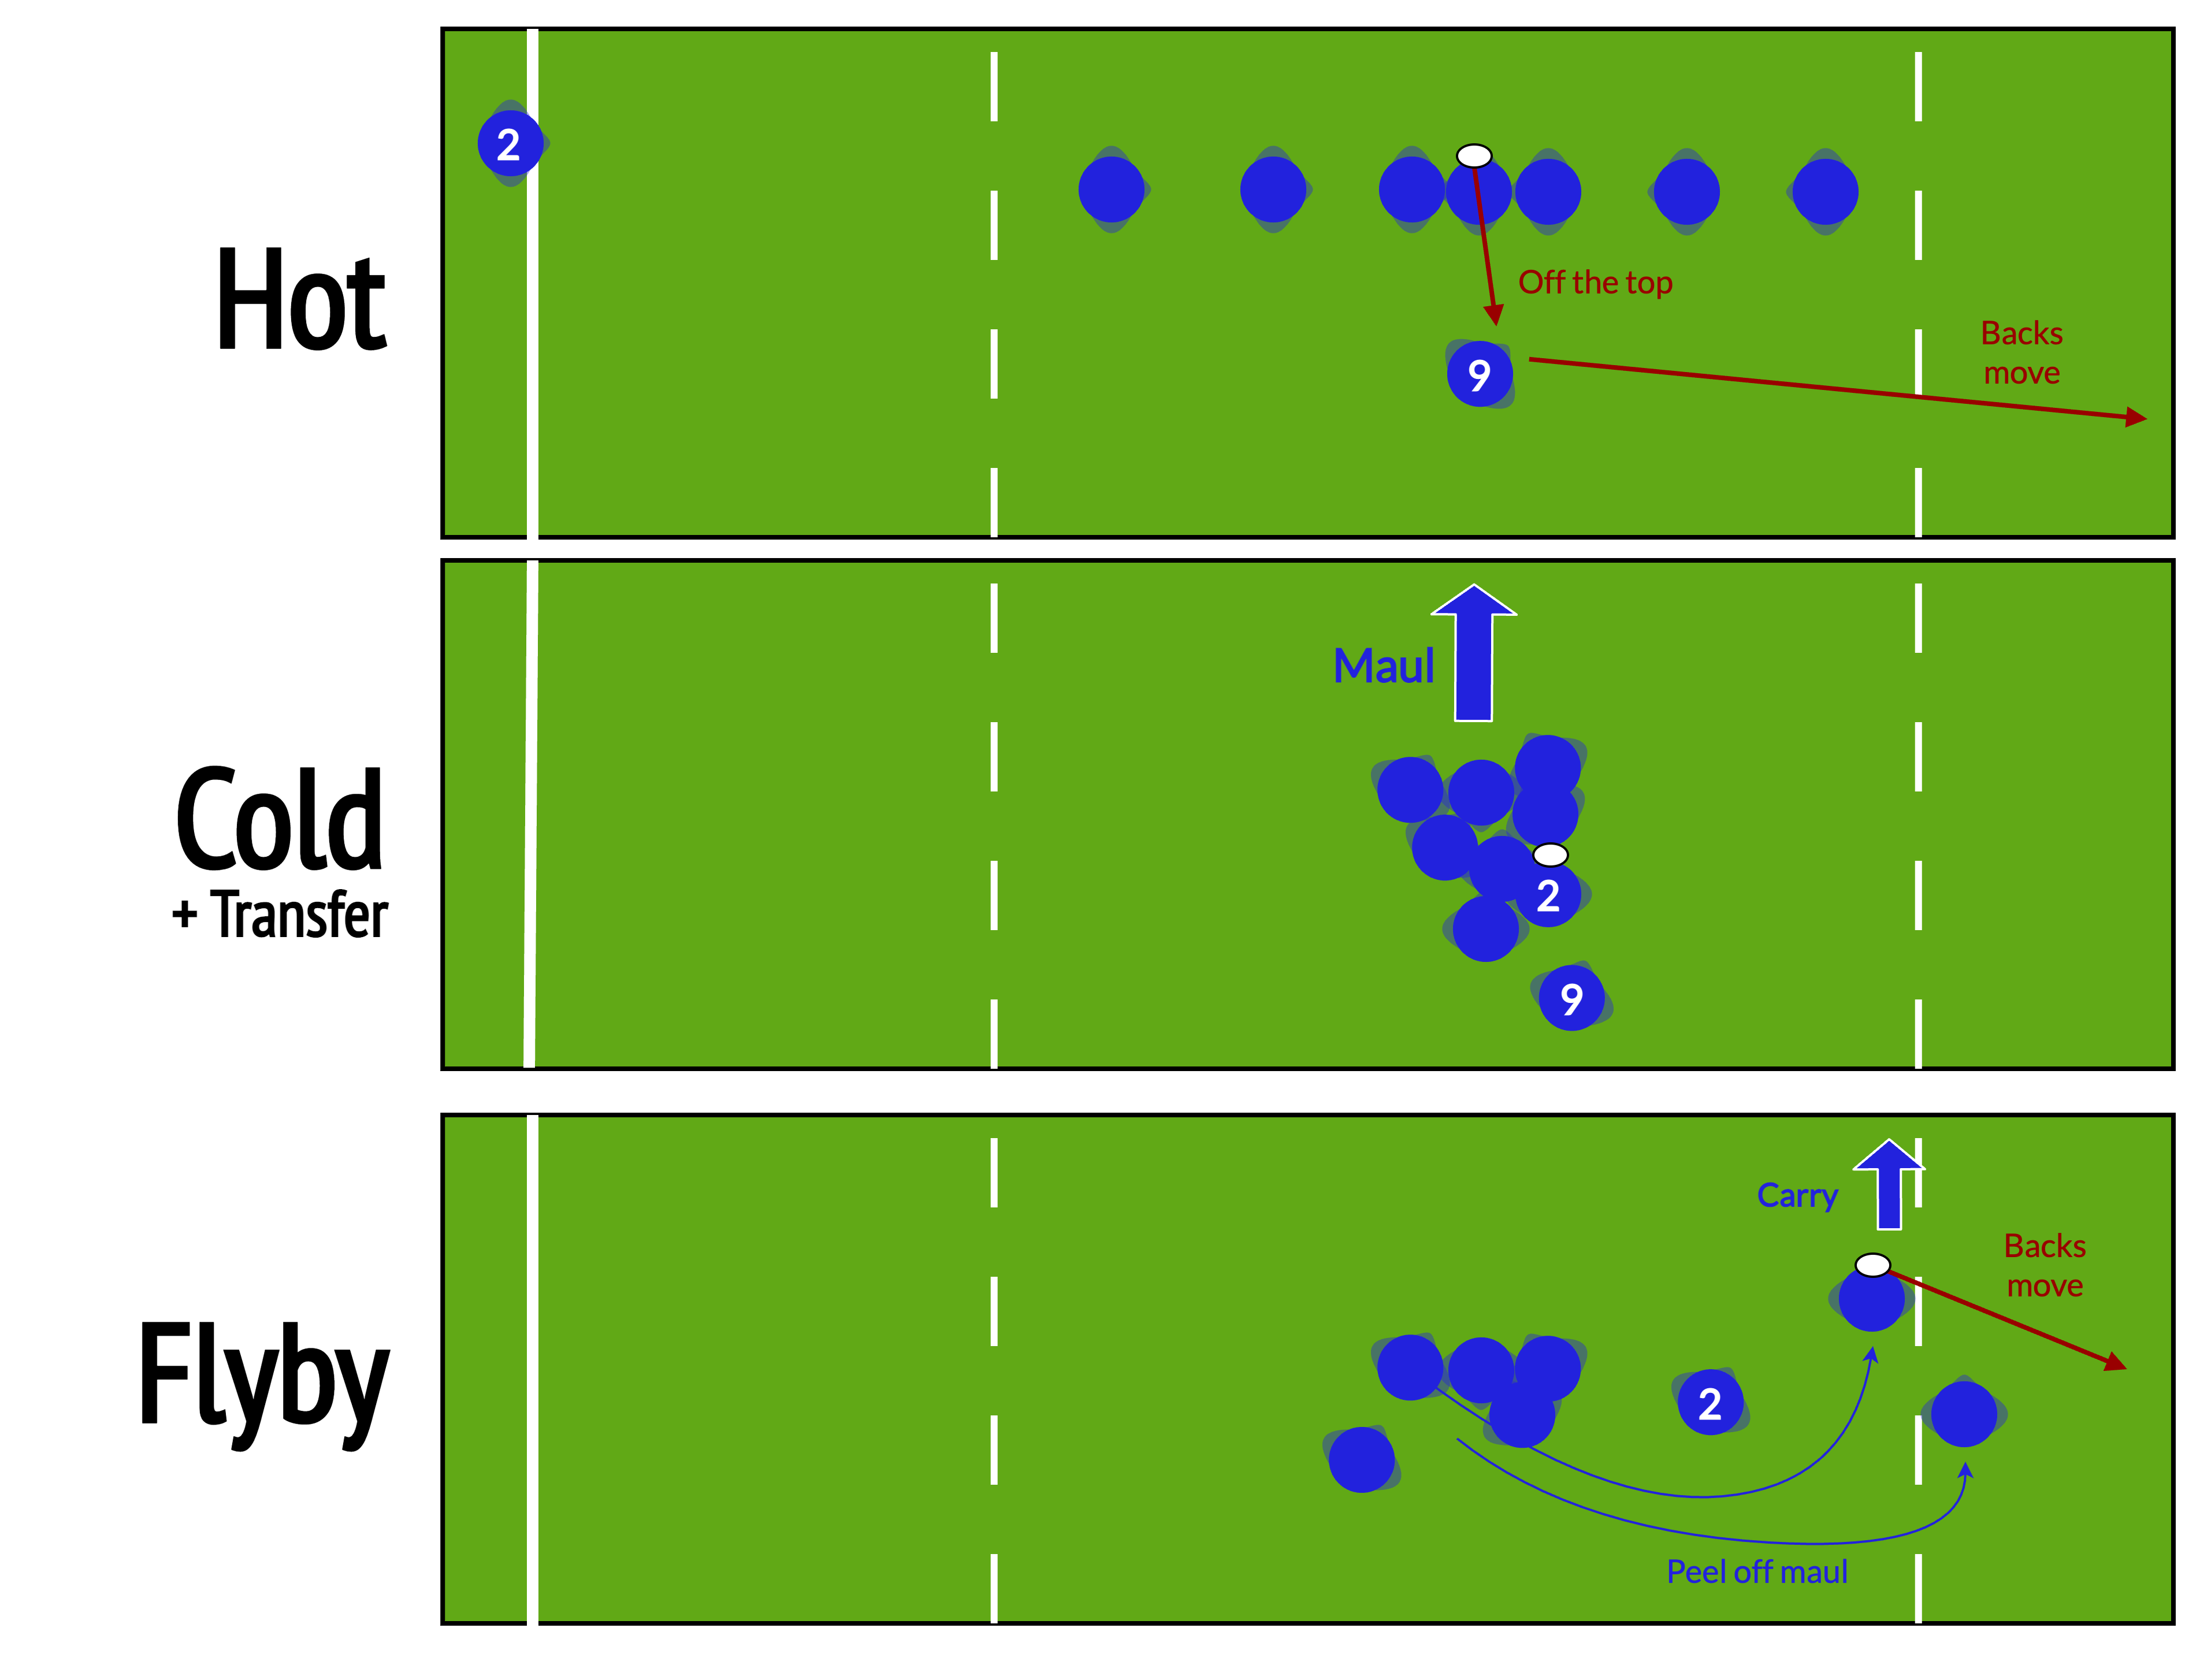 Hot
2
Off the top
9
Backs
move
Cold
+ Transfer
Maul
2
9
Flyby
Carry
Backs
move
2
Peel off maul